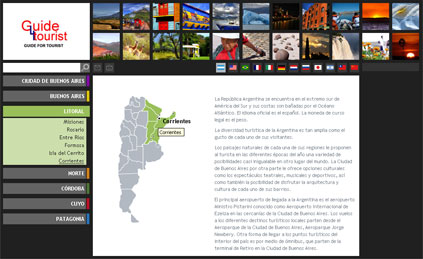 Guide
4tourist
GUIDE FOR TOURIST
CIUDAD DE BUENOS AIRES
BUENOS AIRES
LITORAL
Misiones
Rosario
Entre Ríos
Formosa
Isla del Cerrito
Corrientes
NORTE
CÓRDOBA
CUYO
PATAGONIA
Corrientes
Corrientes
La República Argentina se encuentra en el extremo sur de
América del Sur y sus costas son bañadas por el Océano
Atlántico. El idioma oficial es el español. La moneda de curso
legal es el peso.
La diversidad turística de la Argentina es tan amplia como el
gusto de cada uno de sus visitantes.
Los paisajes naturales de cada una de sus regiones le proponen
al turista en las diferentes épocas del año una variedad de
posibilidades casi inigualable en otro lugar del mundo. La Ciudad
de Buenos Aires por otra parte le ofrece opciones culturales
como los espectáculos teatrales, musicales y deportivos, así
como también la posibilidad de disfrutar la arquitectura y
cultura de cada uno de sus barrios.
El principal aeropuerto de llegada a la Argentina es el aeropuerto
Ministro Pistarini conocido como Aeropuerto Internacional de
Ezeiza en las cercanías de la Ciudad de Buenos Aires. Los vuelos
a los diferentes destinos turísticos locales parten desde el
Aeroparque de la Ciudad de Buenos Aires, Aeroparque Jorge
Newbery. Otra forma de llegar a los puntos turísticos del
interior del país es por medio de ómnibus, que parten de la
terminal de Retiro en la Ciudad de Buenos Aires.